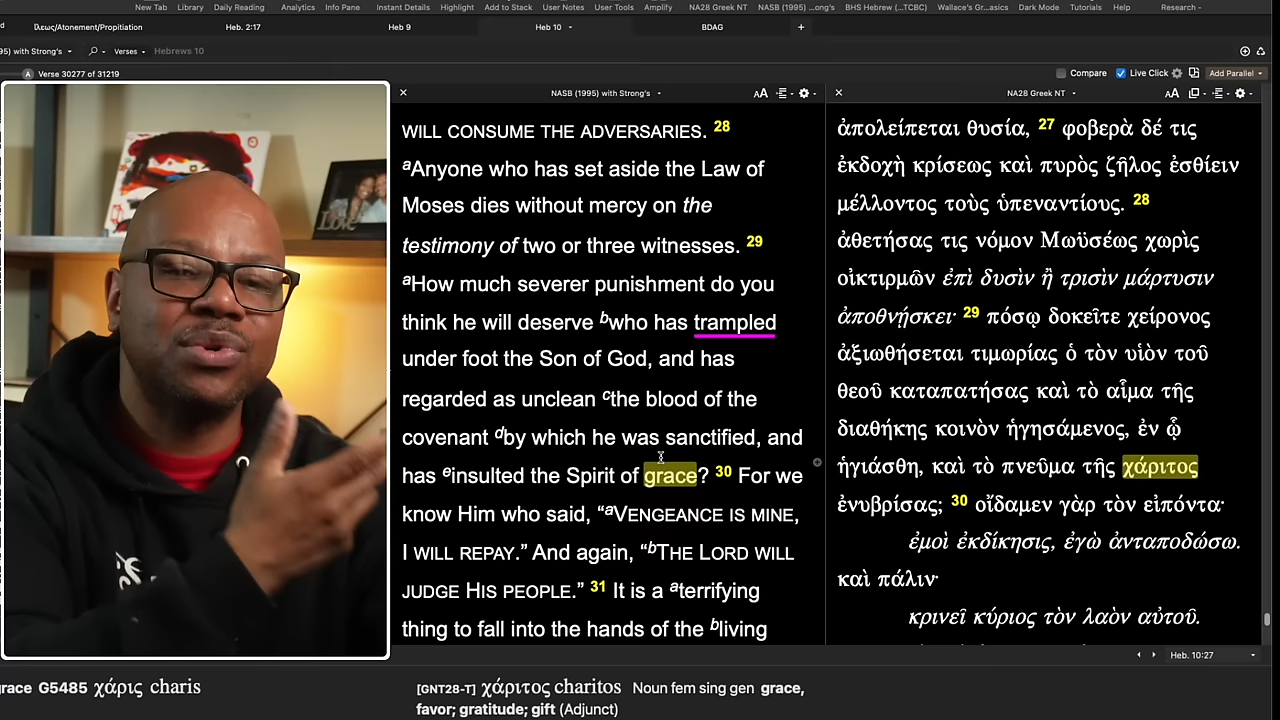 New Tab Library Daily Reading Analytics Info Pane Instant Details Highlight Add to Stack User Notes User Tools Amplify NA28 Greek NT NASB (1995) ...ong's BHS Hebrew (...TCBC) Wallace's Gr...asics Dark Mode Tutorials Help Research
ἵλεως/Atonement/Propitiation Heb. 2:17 Heb 9 Heb 10 BDAG
95) with Strong's Verses Hebrews 10
A Verse 30277 of 31219 Compare Live Click Add Parallel
NASB (1995) with Strong's
WILL CONSUME THE ADVERSARIES. 28
aAnyone who has set aside the Law of
Moses dies without mercy on the
testimony of two or three witnesses. 29
aHow much severer punishment do you
think he will deserve bwho has trampled
under foot the Son of God, and has
regarded as unclean cthe blood of the
covenant dby which he was sanctified, and
has einsulted the Spirit of grace? 30 For we
know Him who said, “aVENGEANCE IS MINE,
I WILL REPAY.” And again, “bTHE LORD WILL
JUDGE HIS PEOPLE.” 31 It is a aterrifying
thing to fall into the hands of the bliving
NA28 Greek NT
ἀπολείπεται θυσία, 27 φοβερὰ δέ τις
ἐκδοχὴ κρίσεως καὶ πυρὸς ζῆλος ἐσθίειν
μέλλοντος τοὺς ὑπεναντίους. 28
ἀθετήσας τις νόμον Μωϋσέως χωρὶς
οἰκτιρμῶν ἐπὶ δυσὶν ἢ τρισὶν μάρτυσιν
ἀποθνῄσκει· 29 πόσῳ δοκεῖτε χείρονος
ἀξιωθήσεται τιμωρίας ὁ τὸν υἱὸν τοῦ
θεοῦ καταπατήσας καὶ τὸ αἷμα τῆς
διαθήκης κοινὸν ἡγησάμενος, ἐν ᾧ
ἡγιάσθη, καὶ τὸ πνεῦμα τῆς χάριτος
ἐνυβρίσας; 30 οἴδαμεν γὰρ τὸν εἰπόντα·
ἐμοὶ ἐκδίκησις, ἐγὼ ἀνταποδώσω.
καὶ πάλιν·
κρινεῖ κύριος τὸν λαὸν αὐτοῦ.
Heb. 10:27
Love
grace G5485 χάρις charis
[GNT28-T] χάριτος charitos Noun fem sing gen grace,
favor; gratitude; gift (Adjunct)